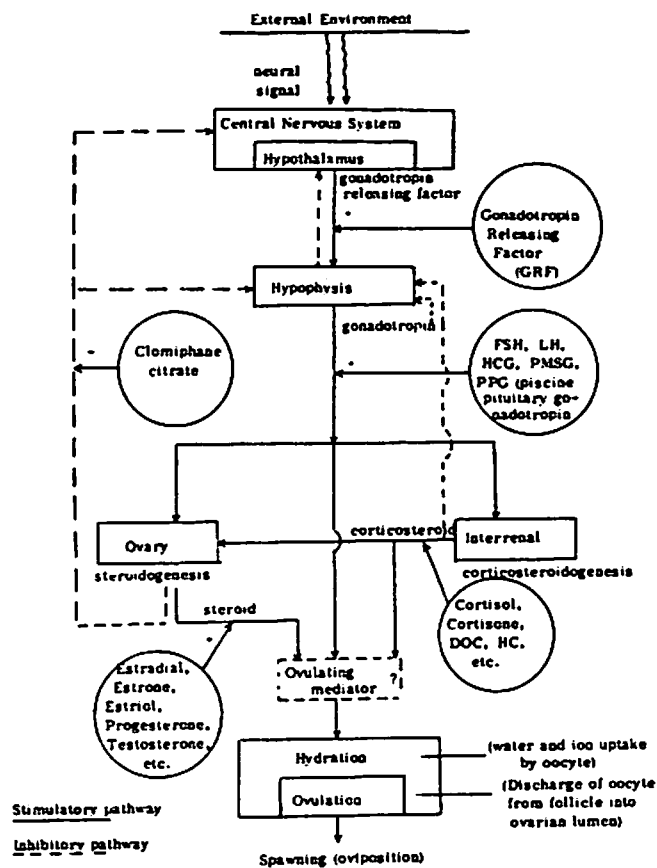 External Environment
neural
signal
Central Nervous System
Hypothalamus
gonadotropin
releasing factor
Gonadotropin
Releasing
Factor
(GRF)
Hypophysis
gonadotropin
Clomiphane
citrate
FSH, LH,
HCG, PMSG,
PPG (piscine
pituitary go-
nadotropin
Ovary
steroidogenesis
corticosteroid
Interrenal
corticosteroidogenesis
steroid
Cortisol,
Cortisone,
DOC, HC,
etc.
Estradial,
Estrone,
Estriol,
Progesterone,
Testosterone,
etc.
Ovulating ?
mediator
Hydration
(water and ion uptake
by oocyte)
Ovulation
(Discharge of oocyte
from follicle into
ovarian lumen)
Stimulatory pathway
Inhibitory pathway
Spawning (oviposition)